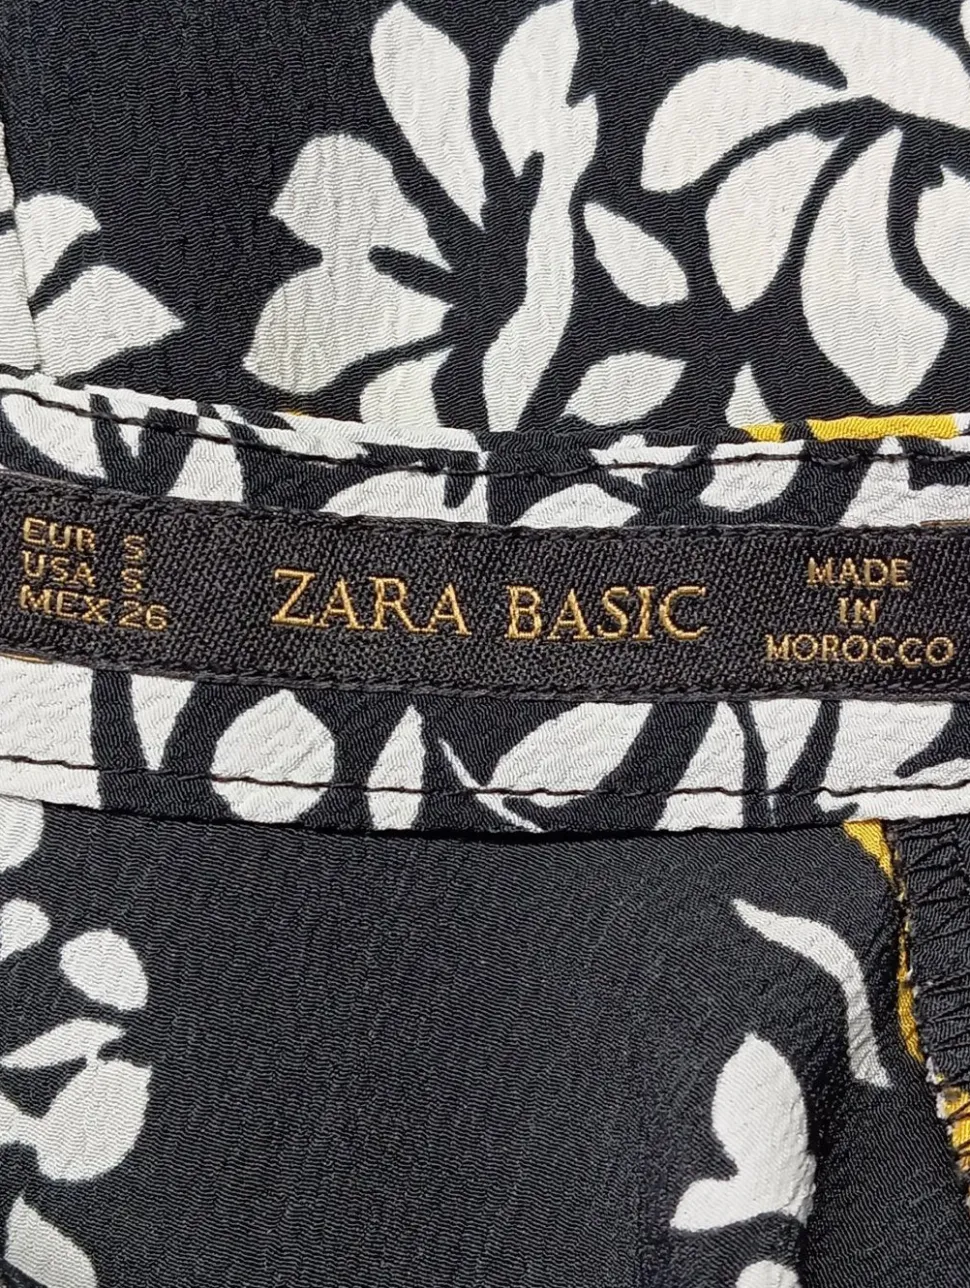 EUR S
USA S
MEX 26
ZARA BASIC
MADE
IN
MOROCCO